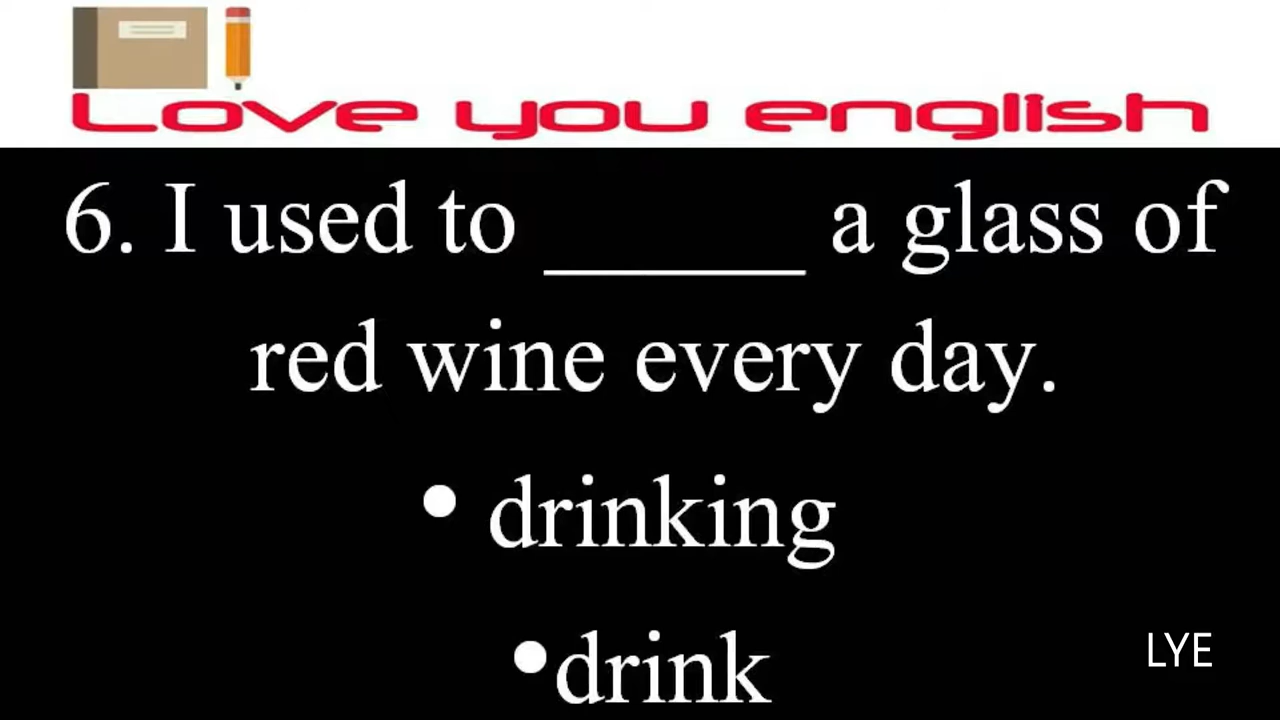 Love you english
6. I used to ______ a glass of
red wine every day.
• drinking
•drink
LYE